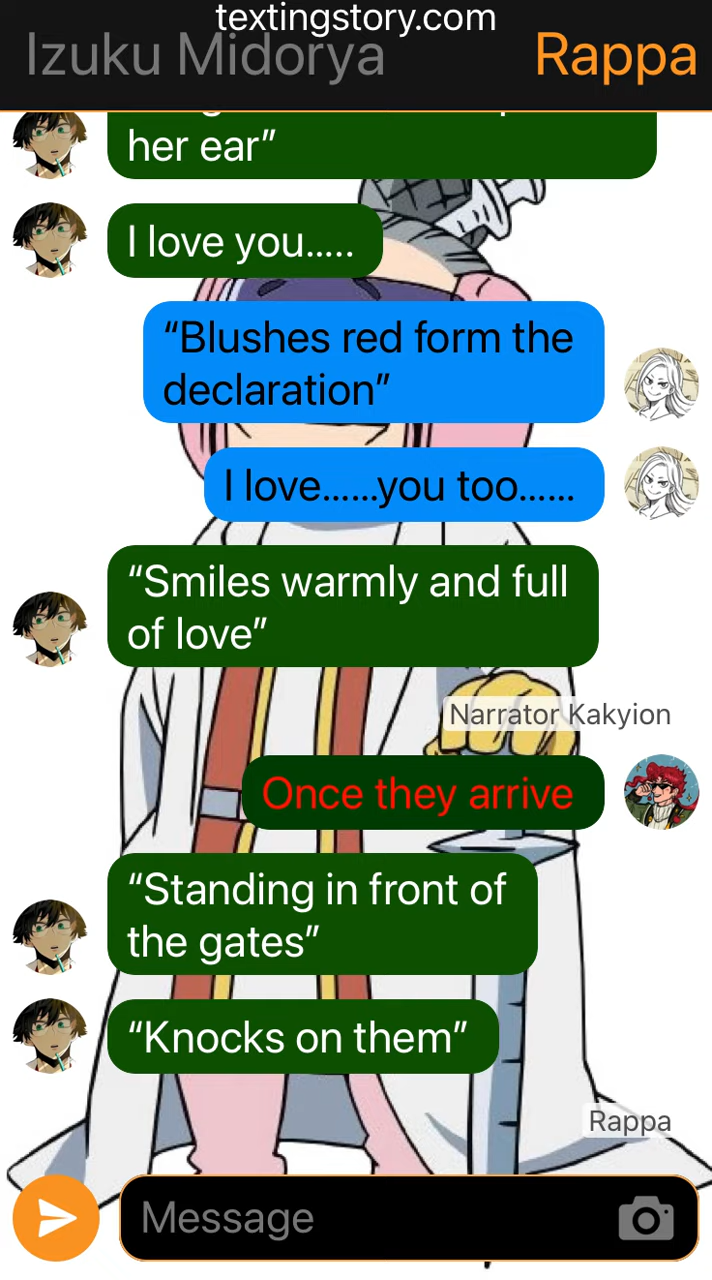 textingstory.com
Izuku Midorya
Rappa
her ear”
I love you.....
“Blushes red form the
declaration”
I love......you too......
“Smiles warmly and full
of love”
Narrator Kakyion
Once they arrive
“Standing in front of
the gates”
“Knocks on them”
Rappa
Message